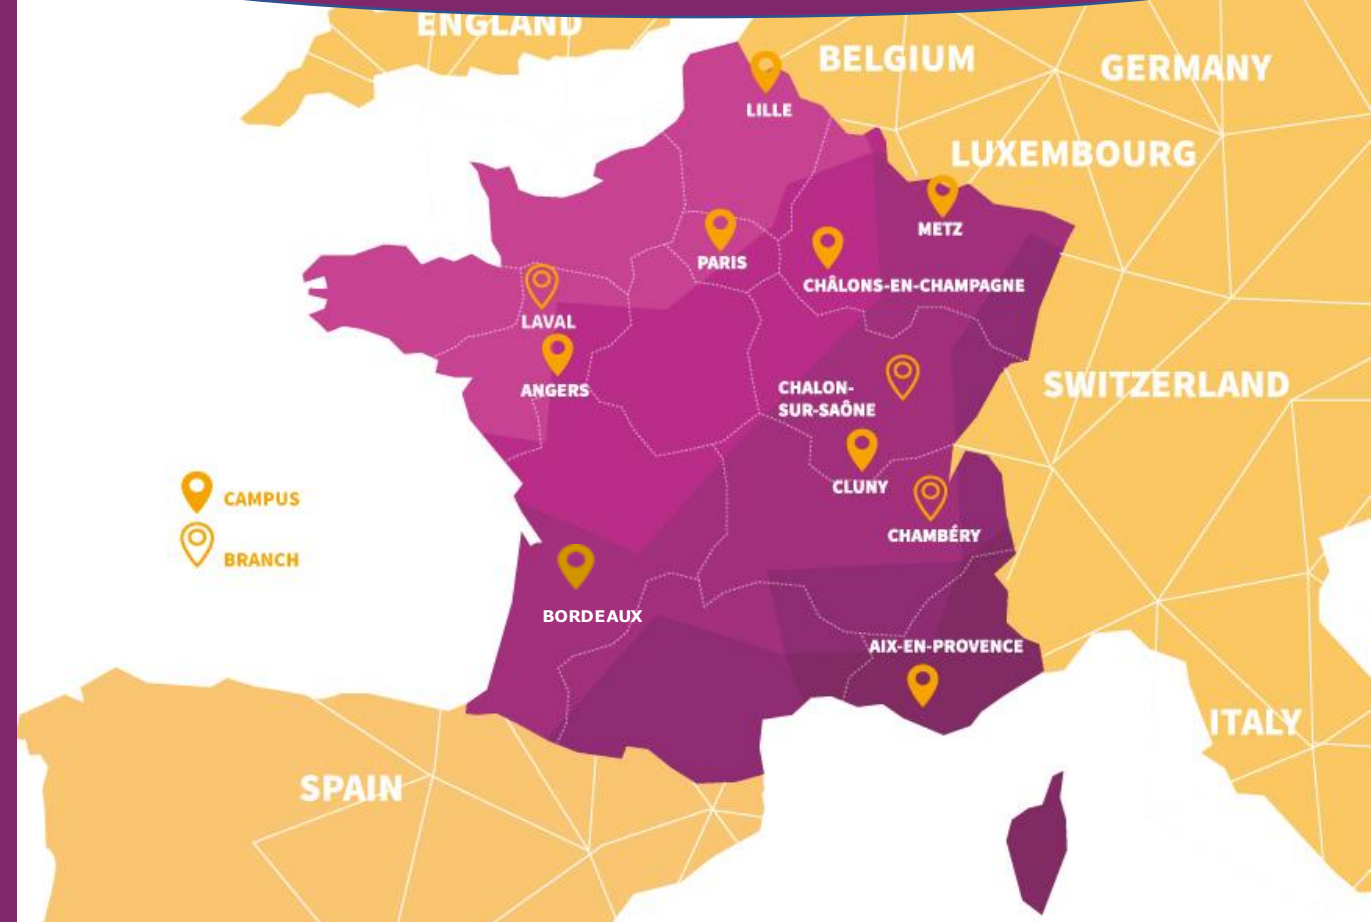 ENGLAND
BELGIUM
GERMANY
LILLE
LUXEMBOURG
METZ
PARIS
CHÂLONS-EN-CHAMPAGNE
LAVAL
ANGERS
CHALON-
SUR-SAÔNE
SWITZERLAND
CLUNY
CAMPUS
CHAMBÉRY
BRANCH
BORDEAUX
AIX-EN-PROVENCE
ITALY
SPAIN